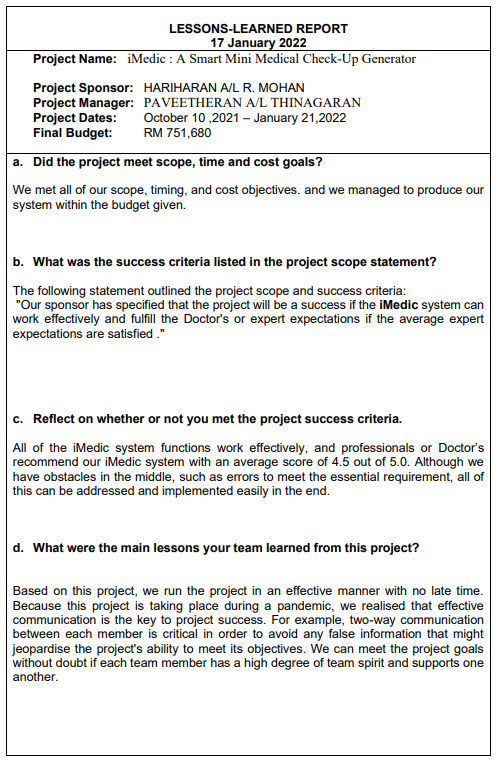 LESSONS-LEARNED REPORT
17 January 2022
Project Name: iMedic : A Smart Mini Medical Check-Up Generator
Project Sponsor: HARIHARAN A/L R. MOHAN
Project Manager: PAVEETHERAN A/L THINAGARAN
Project Dates: October 10 ,2021 – January 21,2022
Final Budget: RM 751,680
a. Did the project meet scope, time and cost goals?
We met all of our scope, timing, and cost objectives. and we managed to produce our
system within the budget given.
b. What was the success criteria listed in the project scope statement?
The following statement outlined the project scope and success criteria:
"Our sponsor has specified that the project will be a success if the iMedic system can
work effectively and fulfill the Doctor's or expert expectations if the average expert
expectations are satisfied ."
c. Reflect on whether or not you met the project success criteria.
All of the iMedic system functions work effectively, and professionals or Doctor's
recommend our iMedic system with an average score of 4.5 out of 5.0. Although we
have obstacles in the middle, such as errors to meet the essential requirement, all of
this can be addressed and implemented easily in the end.
d. What were the main lessons your team learned from this project?
Based on this project, we run the project in an effective manner with no late time.
Because this project is taking place during a pandemic, we realised that effective
communication is the key to project success. For example, two-way communication
between each member is critical in order to avoid any false information that might
jeopardise the project's ability to meet its objectives. We can meet the project goals
without doubt if each team member has a high degree of team spirit and supports one
another.